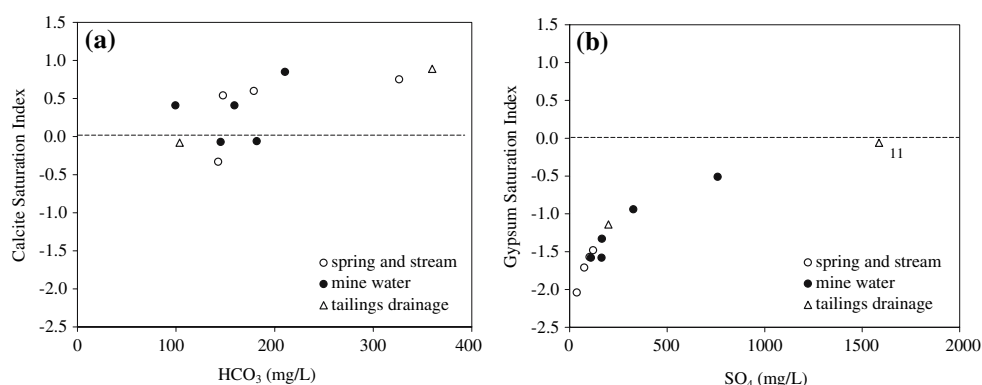 (a)
1.5
1.0
0.5
0.0
-0.5
-1.0
-1.5
-2.0
-2.5
Calcite Saturation Index
spring and stream
mine water
tailings drainage
0
100
200
300
400
HCO3 (mg/L)
(b)
1.5
1.0
0.5
0.0
-0.5
-1.0
-1.5
-2.0
-2.5
Gypsum Saturation Index
11
spring and stream
mine water
tailings drainage
0
500
1000
1500
2000
SO4 (mg/L)